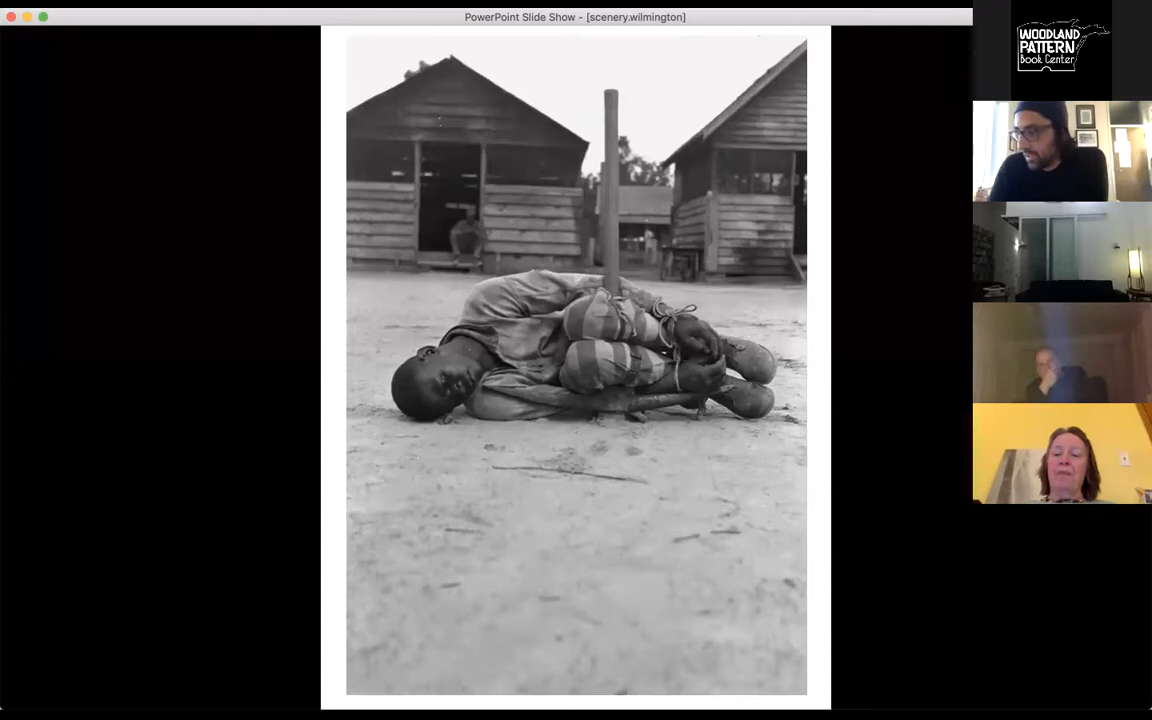 PowerPoint Slide Show - [scenery.wilmington]
WOODLAND
PATTERN
Book Center